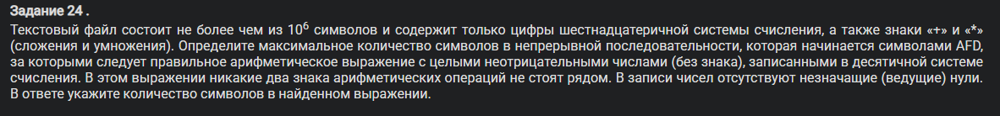 Задание 24 .
Текстовый файл состоит не более чем из 10⁶ символов и содержит только цифры шестнадцатеричной системы счисления, а также знаки «+» и «*»
(сложения и умножения). Определите максимальное количество символов в непрерывной последовательности, которая начинается символами AFD,
за которыми следует правильное арифметическое выражение с целыми неотрицательными числами (без знака), записанными в десятичной системе
счисления. В этом выражении никакие два знака арифметических операций не стоят рядом. В записи чисел отсутствуют незначащие (ведущие) нули.
В ответе укажите количество символов в найденном выражении.